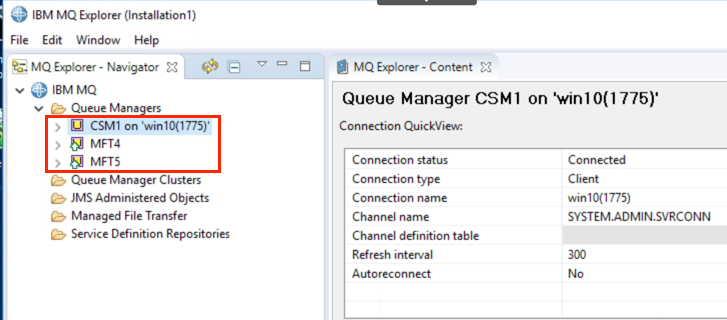 IBM MQ Explorer (Installation1)
File Edit Window Help
MQ Explorer - Navigator
IBM MQ
Queue Managers
CSM1 on 'win10(1775)'
MFT4
MFT5
Queue Manager Clusters
JMS Administered Objects
Managed File Transfer
Service Definition Repositories
MQ Explorer - Content
Queue Manager CSM1 on 'win10(1775)'
Connection QuickView:
Connection status Connected
Connection type Client
Connection name win10(1775)
Channel name SYSTEM.ADMIN.SVRCONN
Channel definition table
Refresh interval 300
Autoreconnect No